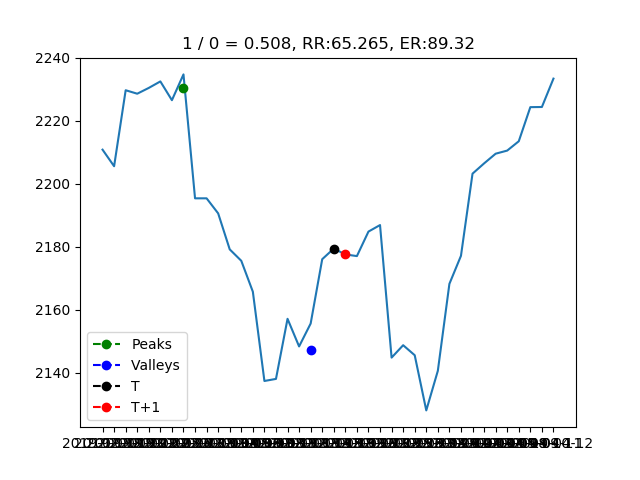 1 / 0 = 0.508, RR:65.265, ER:89.32
2240
2220
2200
2180
2160
2140
Peaks
Valleys
T
T+1